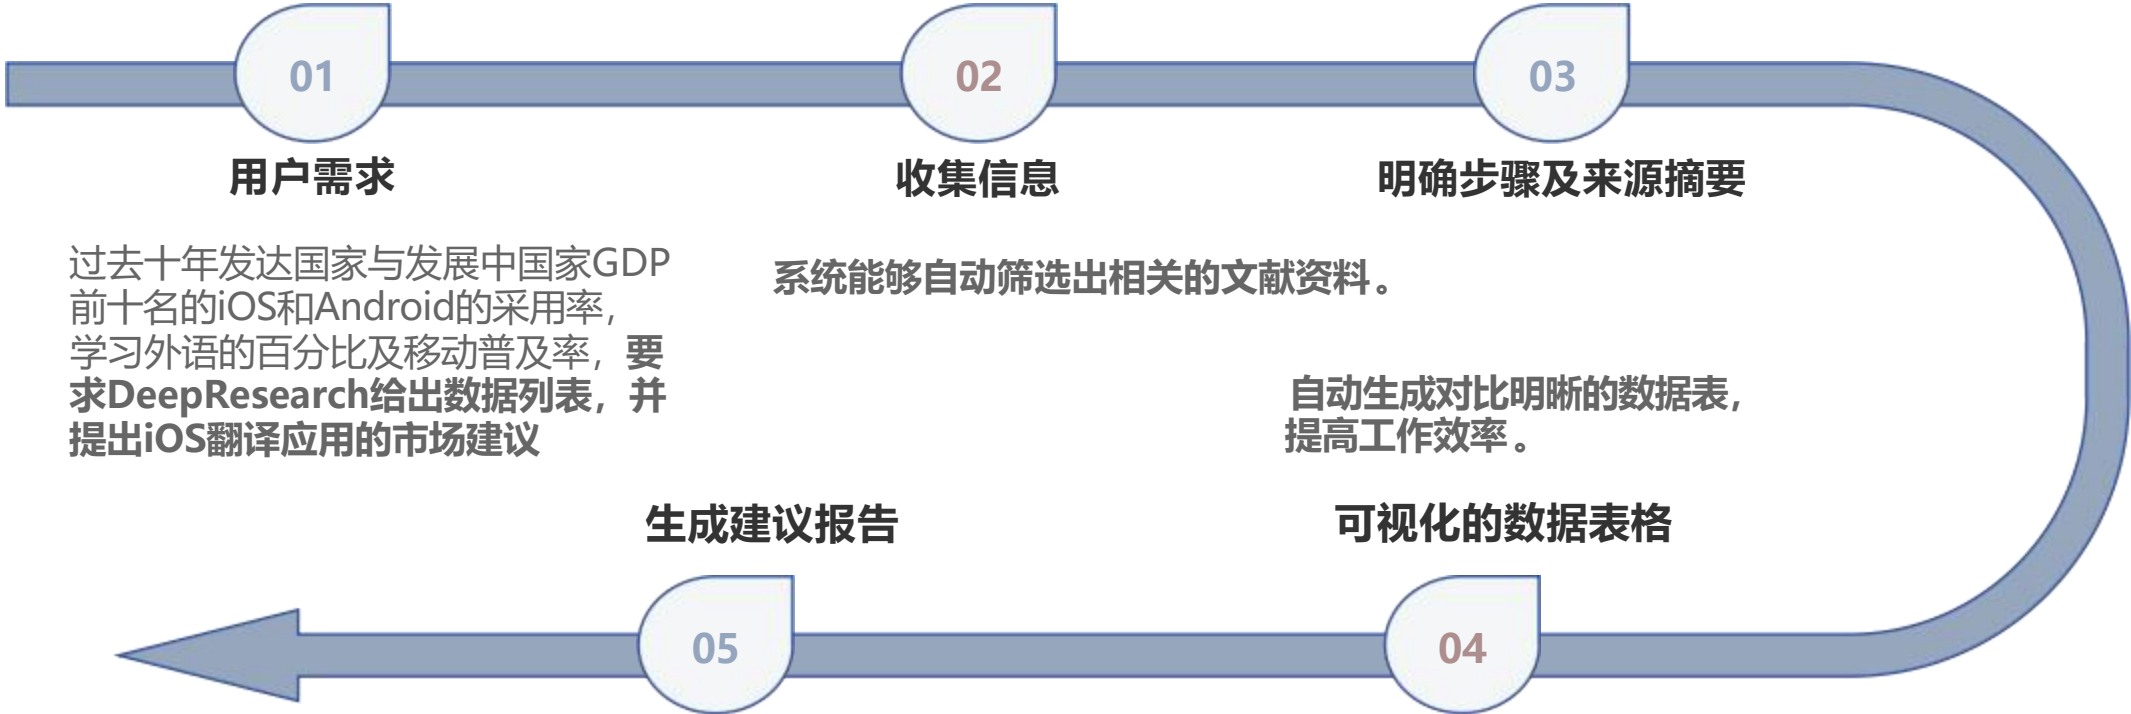 01
用户需求
过去十年发达国家与发展中国家GDP
前十名的iOS和Android的采用率，
学习外语的百分比及移动普及率，要
求DeepResearch给出数据列表，并
提出iOS翻译应用的市场建议
02
收集信息
系统能够自动筛选出相关的文献资料。
03
明确步骤及来源摘要
自动生成对比明晰的数据表，
提高工作效率。
可视化的数据表格
04
生成建议报告
05